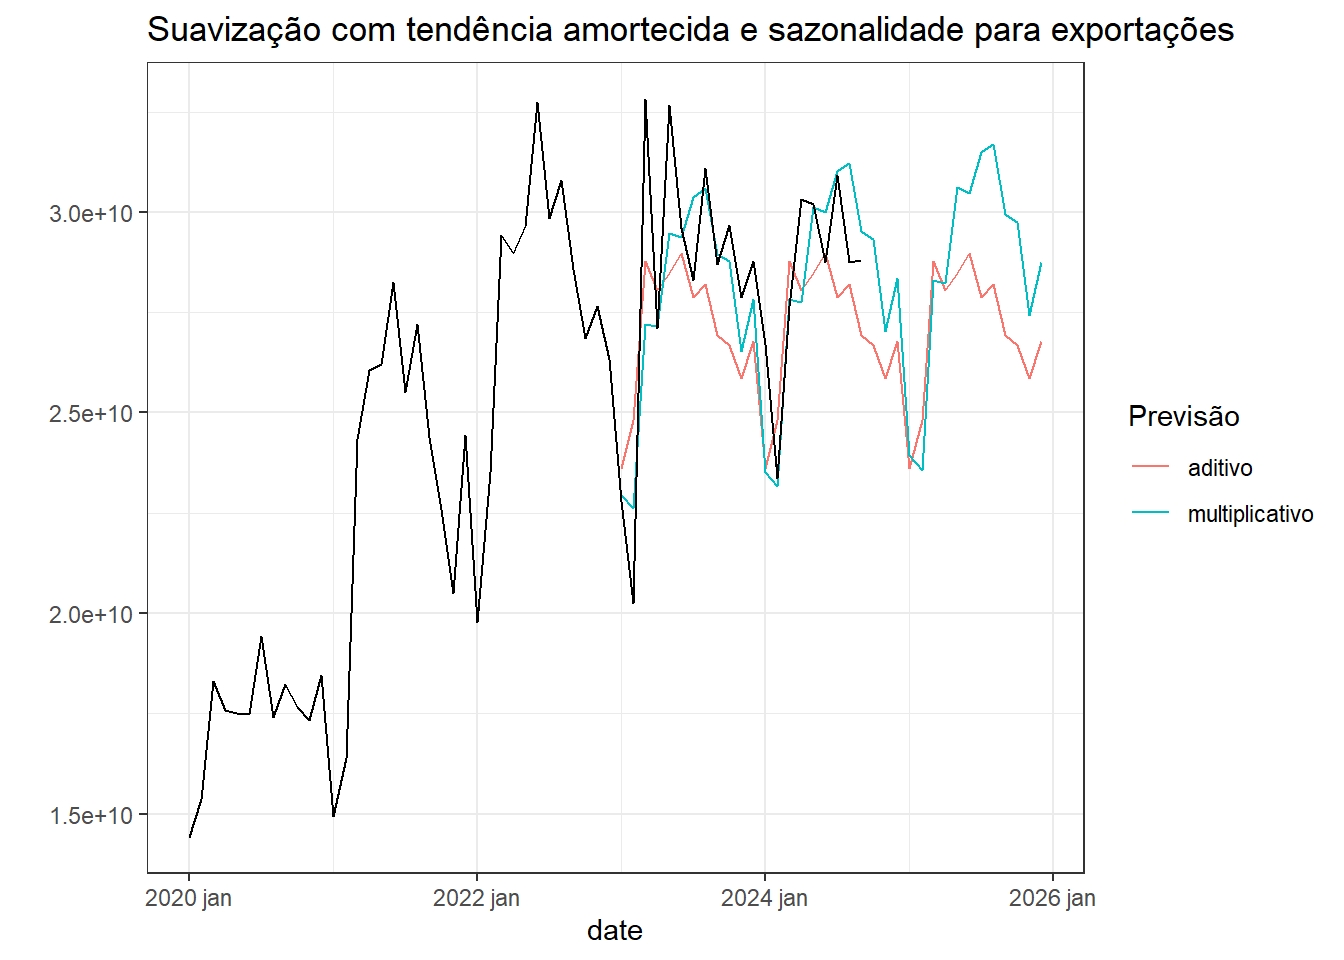 Suavização com tendência amortecida e sazonalidade para exportações
3.0e+10
2.5e+10
2.0e+10
1.5e+10
2020 jan
2022 jan
2024 jan
2026 jan
date
Previsão
aditivo
multiplicativo